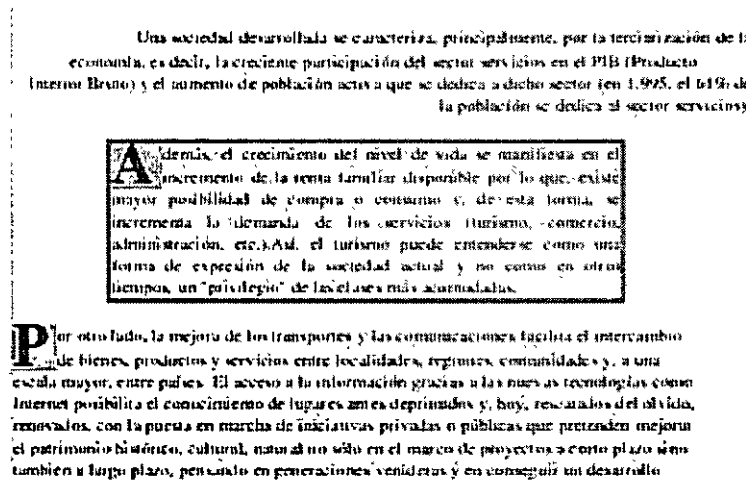 Una sociedad desarrollada se caracteriza, principalmente, por la terciarización de la
economía, es decir, la creciente participación del sector servicios en el PIB (Producto
Interior Bruto) y el aumento de población activa que se dedica a dicho sector (en 1.995, el 61% de
la población se dedica al sector servicios).
Además, el crecimiento del nivel de vida se manifiesta en el
incremento de la renta familiar disponible por lo que, existe
mayor posibilidad de compra o consumo y, de esta forma, se
incrementa la demanda de los servicios (turismo, comercio,
administración, etc.).Así, el turismo puede entenderse como una
forma de expresión de la sociedad actual y no como en otros
tiempos, un "privilegio" de las clases más acomodadas.
Por otro lado, la mejora de los transportes y las comunicaciones facilita el intercambio
de bienes, productos y servicios entre localidades, regiones, comunidades y, a una
escala mayor, entre países. El acceso a la información gracias a las nuevas tecnologías como
Internet posibilita el conocimiento de lugares antes deprimidos y, hoy, rescatados del olvido,
renovados, con la puesta en marcha de iniciativas privadas o públicas que pretenden mejorar
el patrimonio histórico, cultural, natural no sólo en el marco de proyectos a corto plazo sino
también a largo plazo, pensando en generaciones venideras y en conseguir un desarrollo